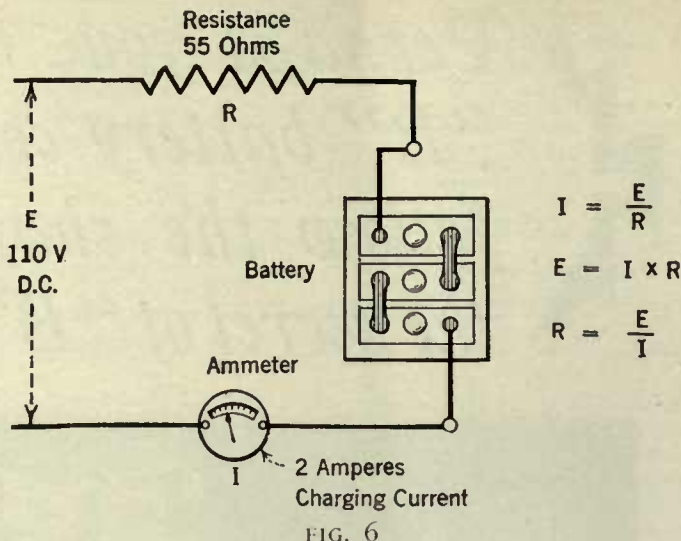 Resistance
55 Ohms
R
E
110 V.
D.C.
Battery
I = E/R
E = I × R
R = E/I
Ammeter
I
2 Amperes
Charging Current
FIG. 6